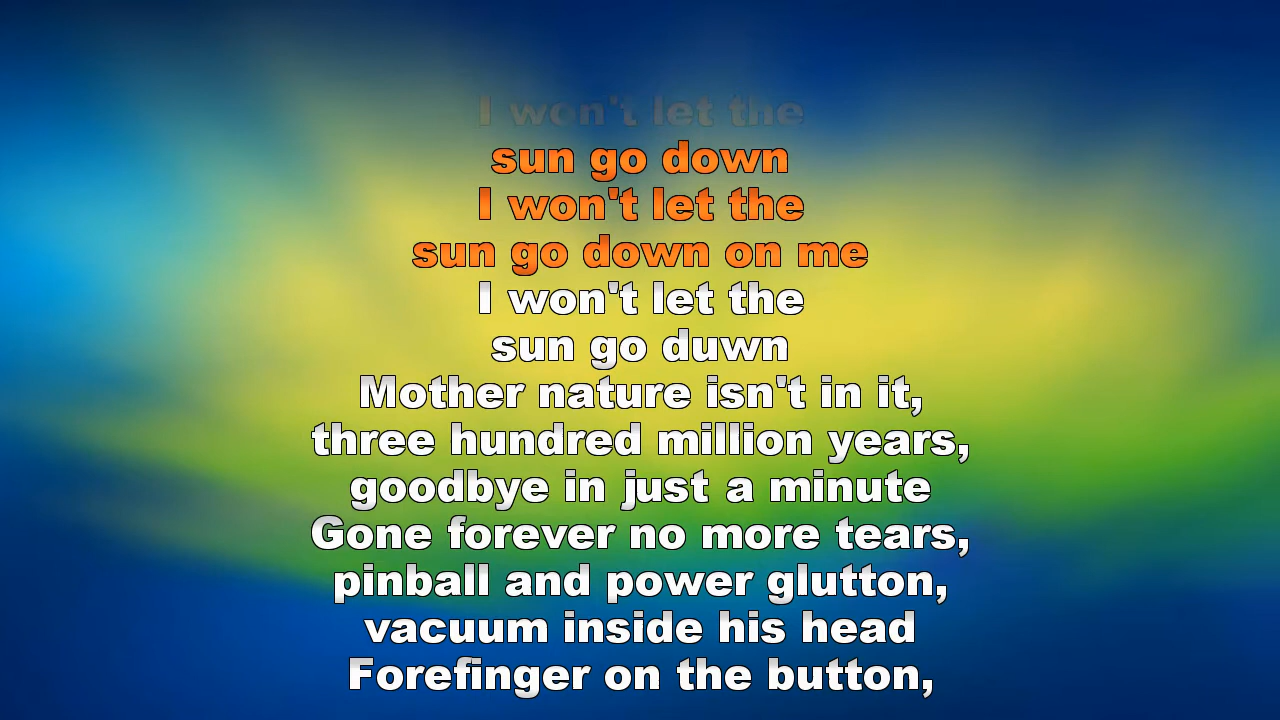 I won't let the
sun go down
I won't let the
sun go down on me
I won't let the
sun go duwn
Mother nature isn't in it,
three hundred million years,
goodbye in just a minute
Gone forever no more tears,
pinball and power glutton,
vacuum inside his head
Forefinger on the button,